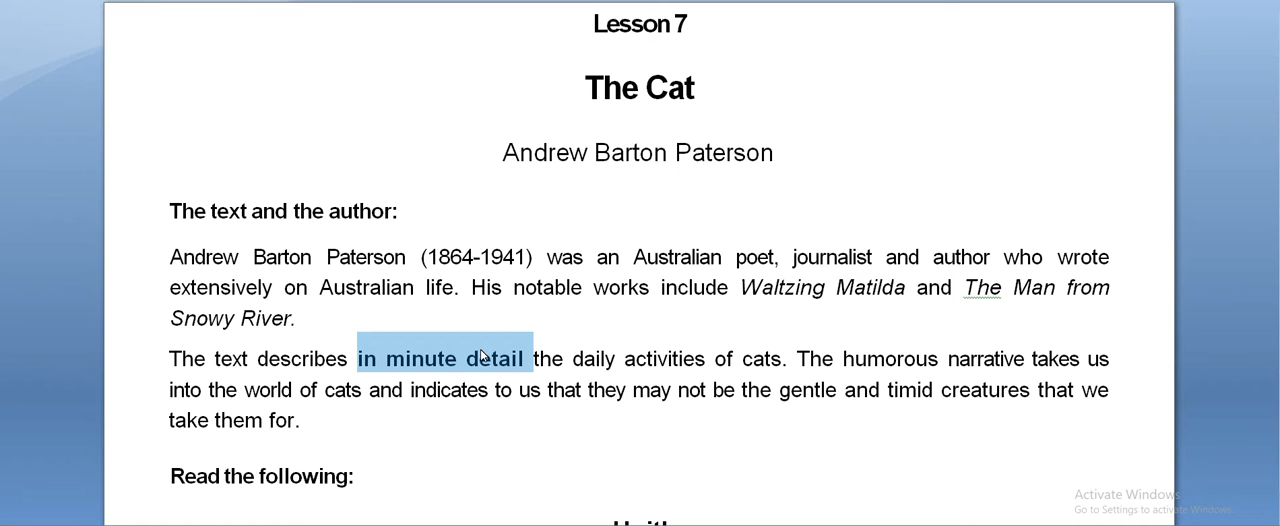 Lesson 7
The Cat
Andrew Barton Paterson
The text and the author:
Andrew Barton Paterson (1864-1941) was an Australian poet, journalist and author who wrote
extensively on Australian life. His notable works include Waltzing Matilda and The Man from
Snowy River.
The text describes in minute detail the daily activities of cats. The humorous narrative takes us
into the world of cats and indicates to us that they may not be the gentle and timid creatures that we
take them for.
Read the following:
Activate Windows
Go to Settings to activate Windows.